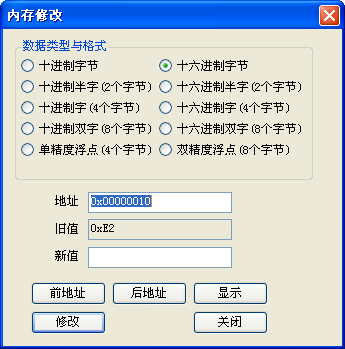 内存修改
数据类型与格式
十进制字节 十六进制字节
十进制半字(2个字节) 十六进制半字(2个字节)
十进制字(4个字节) 十六进制字(4个字节)
十进制双字(8个字节) 十六进制双字(8个字节)
单精度浮点(4个字节) 双精度浮点(8个字节)
地址 0x00000010
旧值 0xE2
新值
前地址 后地址 显示
修改 关闭